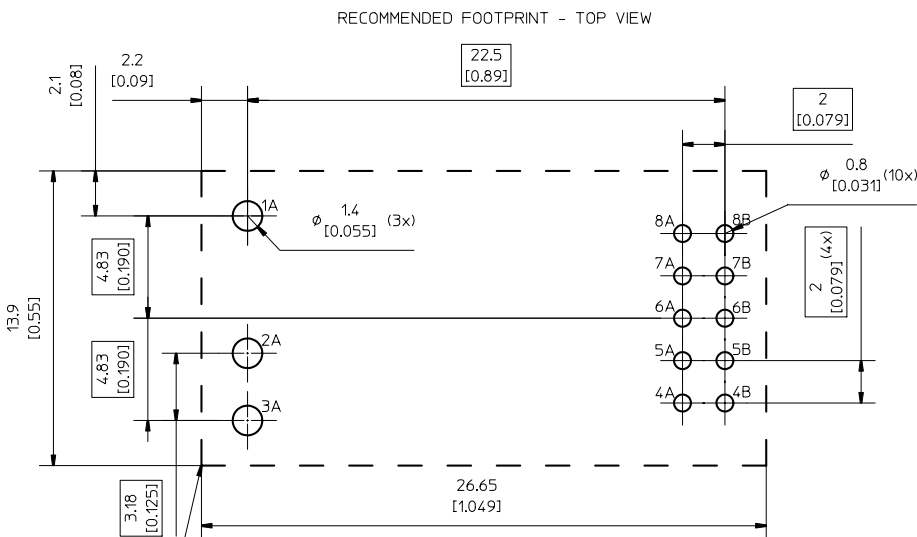 RECOMMENDED FOOTPRINT - TOP VIEW
22.5
[0.89]
2.2
[0.09]
2.1
[0.08]
2
[0.079]
ø 0.8 (10x)
[0.031]
1A
ø 1.4 (3x)
[0.055]
8A 8B
4.83
[0.190]
7A 7B
2 (4x)
[0.079]
13.9
[0.55]
6A 6B
2A
5A 5B
4.83
[0.190]
3A
4A 4B
3.18
[0.125]
26.65
[1.049]